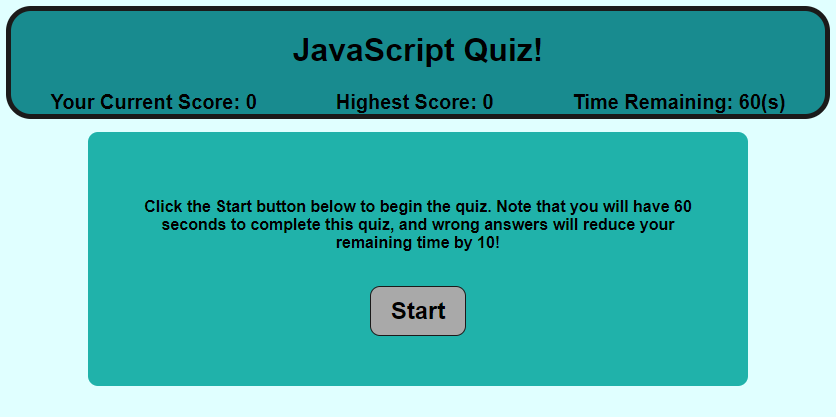 JavaScript Quiz!
Your Current Score: 0 Highest Score: 0 Time Remaining: 60(s)
Click the Start button below to begin the quiz. Note that you will have 60
seconds to complete this quiz, and wrong answers will reduce your
remaining time by 10!
Start